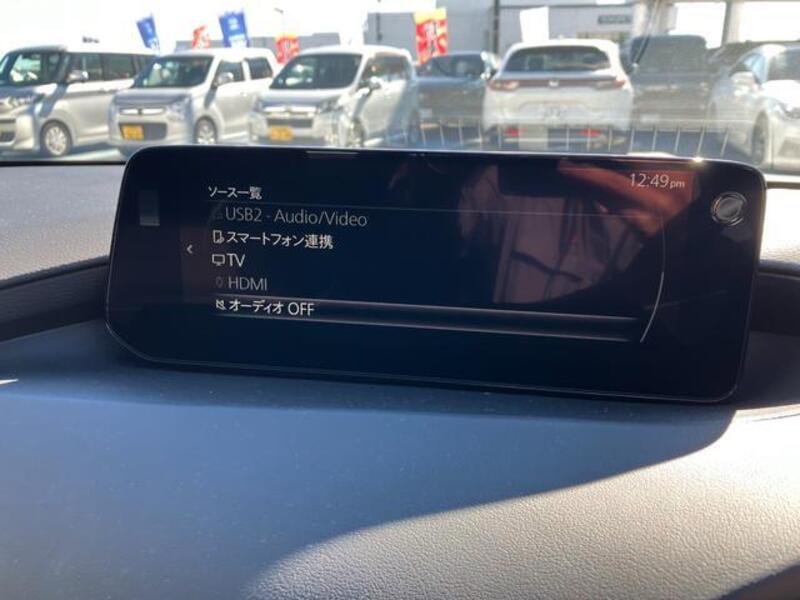 12:49pm
ソース一覧
USB2 - Audio/Video
スマートフォン連携
TV
HDMI
オーディオ OFF